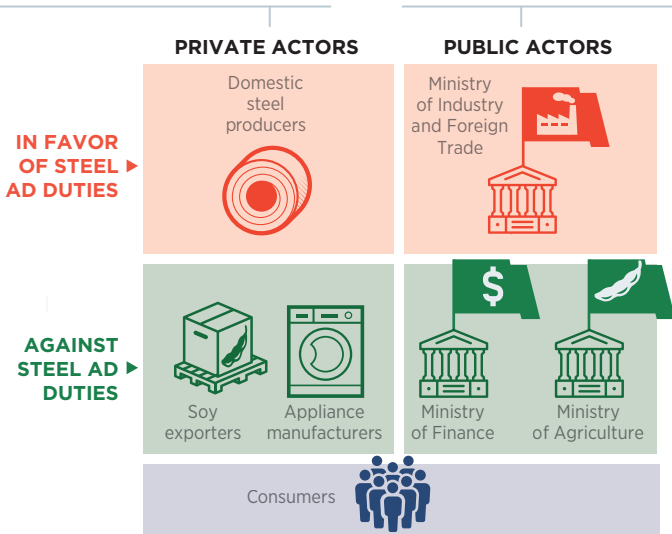 PRIVATE ACTORS
PUBLIC ACTORS
IN FAVOR
OF STEEL
AD DUTIES
Domestic
steel
producers
Ministry
of Industry
and Foreign
Trade
AGAINST
STEEL AD
DUTIES
$
Soy
exporters
Appliance
manufacturers
Ministry
of Finance
Ministry
of Agriculture
Consumers